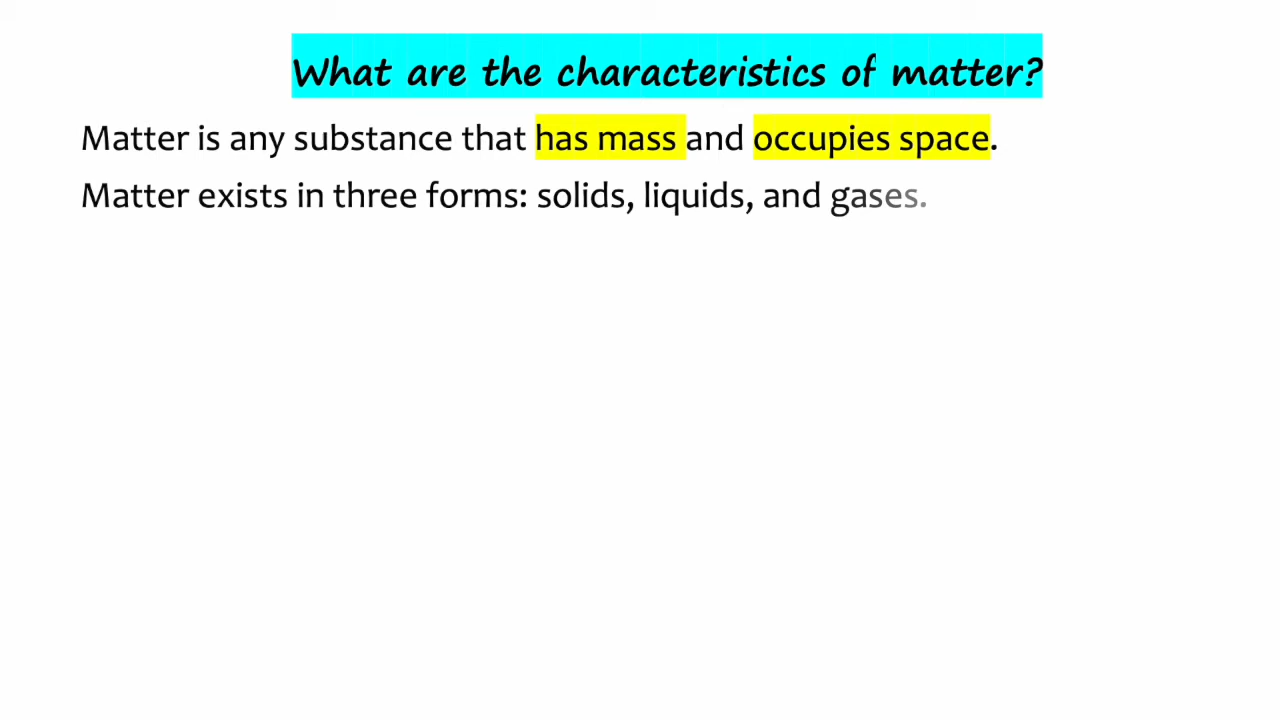 What are the characteristics of matter?
Matter is any substance that has mass and occupies space.
Matter exists in three forms: solids, liquids, and gases.